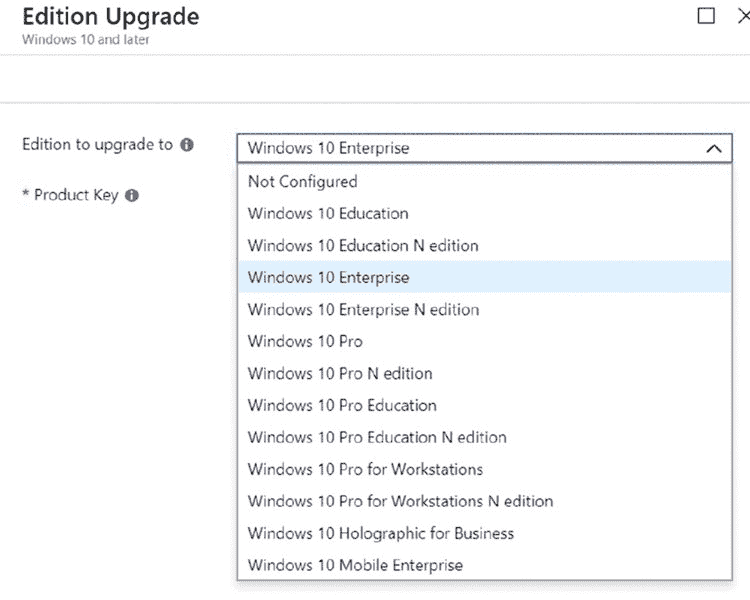 Edition Upgrade
Windows 10 and later
Edition to upgrade to
Windows 10 Enterprise
* Product Key
Not Configured
Windows 10 Education
Windows 10 Education N edition
Windows 10 Enterprise
Windows 10 Enterprise N edition
Windows 10 Pro
Windows 10 Pro N edition
Windows 10 Pro Education
Windows 10 Pro Education N edition
Windows 10 Pro for Workstations
Windows 10 Pro for Workstations N edition
Windows 10 Holographic for Business
Windows 10 Mobile Enterprise